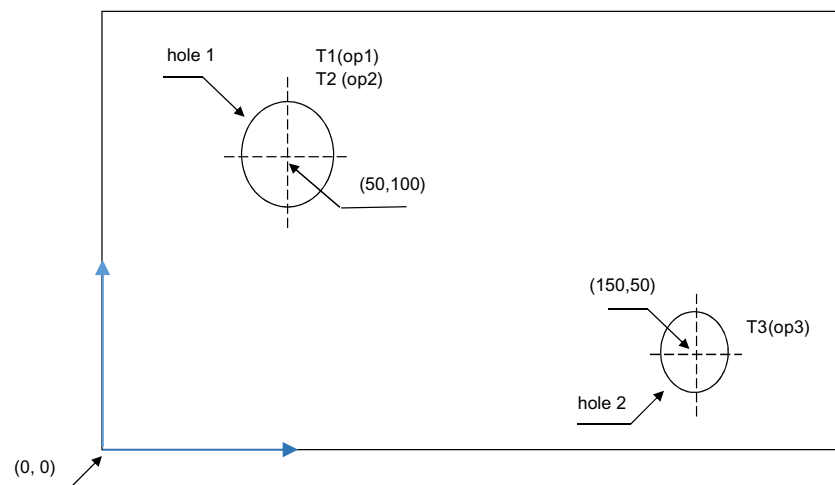 hole 1
T1(op1)
T2 (op2)
(50,100)
(150,50)
T3(op3)
hole 2
(0, 0)